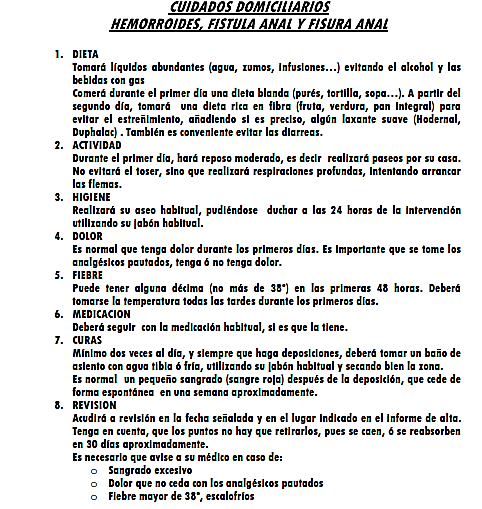 CUIDADOS DOMICILIARIOS
HEMORROIDES, FISTULA ANAL Y FISURA ANAL
1. DIETA
Tomará líquidos abundantes (agua, zumos, infusiones...) evitando el alcohol y las
bebidas con gas
Comerá durante el primer día una dieta blanda (purés, tortilla, sopa...). A partir del
segundo día, tomará una dieta rica en fibra (fruta, verdura, pan integral) para
evitar el estreñimiento, añadiendo si es preciso, algún laxante suave (Hodernal,
Duphalac) . También es conveniente evitar las diarreas.
2. ACTIVIDAD
Durante el primer día, hará reposo moderado, es decir realizará paseos por su casa.
No evitará el toser, sino que realizará respiraciones profundas, intentando arrancar
las flemas.
3. HIGIENE
Realizará su aseo habitual, pudiéndose duchar a las 24 horas de la intervención
utilizando su jabón habitual.
4. DOLOR
Es normal que tenga dolor durante los primeros días. Es importante que se tome los
analgésicos pautados, tenga ó no tenga dolor.
5. FIEBRE
Puede tener alguna décima (no más de 38°) en las primeras 48 horas. Deberá
tomarse la temperatura todas las tardes durante los primeros días.
6. MEDICACION
Deberá seguir con la medicación habitual, si es que la tiene.
7. CURAS
Mínimo dos veces al día, y siempre que haga deposiciones, deberá tomar un baño de
asiento con agua tibia ó fría, utilizando su jabón habitual y secando bien la zona.
Es normal un pequeño sangrado (sangre roja) después de la deposición, que cede de
forma espontánea en una semana aproximadamente.
8. REVISION
Acudirá a revisión en la fecha señalada y en el lugar indicado en el informe de alta.
Tenga en cuenta, que los puntos no hay que retirarlos, pues se caen, ó se reabsorben
en 30 días aproximadamente.
Es necesario que avise a su médico en caso de:
o Sangrado excesivo
o Dolor que no ceda con los analgésicos pautados
o Fiebre mayor de 38°, escalofríos